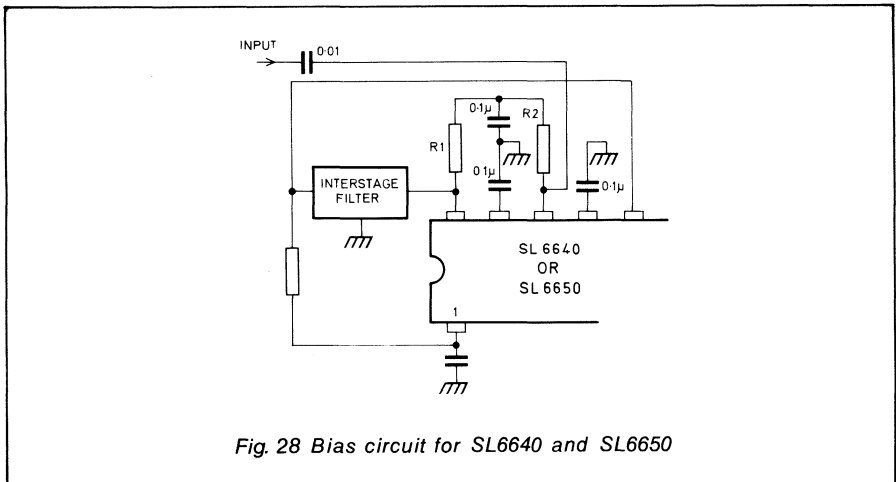 INPUT
0·01
0·1µ
R2
R1
0·1µ
0·1µ
INTERSTAGE
FILTER
SL 6640
OR
SL 6650
1
Fig. 28 Bias circuit for SL6640 and SL6650